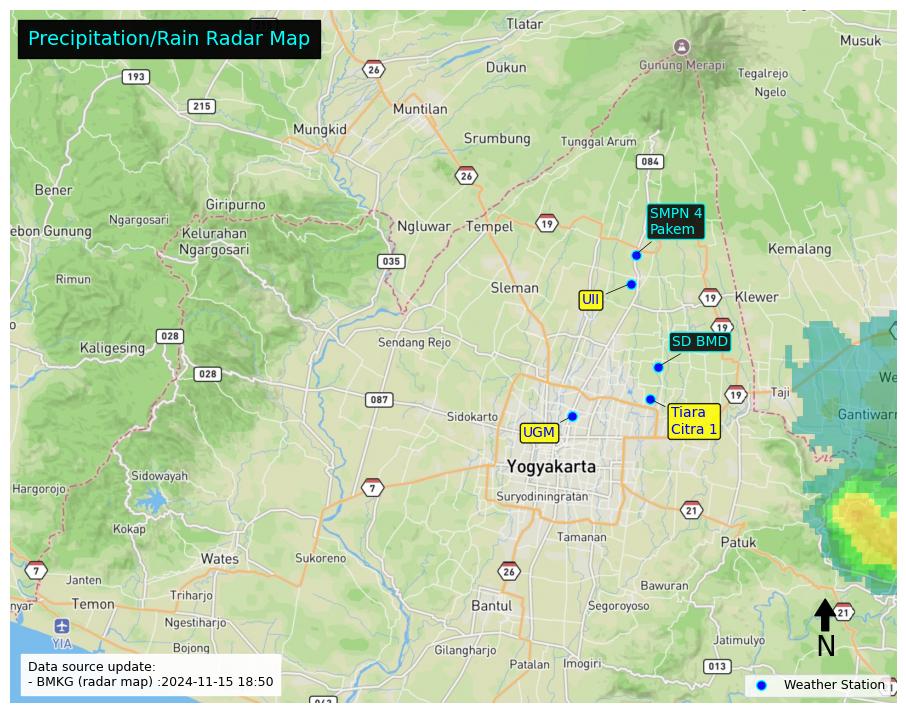 Precipitation/Rain Radar Map
Tlatar
Musuk
26
Gunung Merapi
Dukun
Tegalrejo
193
Ngelo
215
Muntilan
Mungkid
Srumbung
Tunggal Arum
084
26
Bener
Giripurno
SMPN 4
Pakem
Ngargosari
ebon Gunung
Kelurahan
Ngargosari
Ngluwar
Tempel
19
Kemalang
035
Rimun
Sleman
UII
19
Klewer
19
028
Kaligesing
Sendang Rejo
SD BMD
We
028
087
19
Taji
Sidokarto
Tiara
Citra 1
Gantiwarn
UGM
Yogyakarta
Sidowayah
Hargorojo
7
Suryodiningratan
21
Kokap
Tamanan
Patuk
Wates
Sukoreno
7
26
Janten
Bawuran
Triharjo
nyar
Temon
Bantul
Segoroyoso
21
Ngestiharjo
YIA
Jatimulyo
N
Bojong
Gilangharjo
Patalan
Imogiri
013
Data source update:
- BMKG (radar map) :2024-11-15 18:50
Weather Station